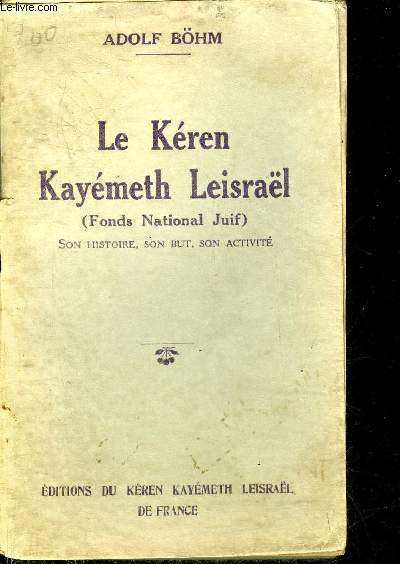 Le-livre.com
ADOLF BÖHM
Le Kéren
Kayémeth Leisraël
(Fonds National Juif)
SON HISTOIRE, SON BUT, SON ACTIVITÉ
ÉDITIONS DU KÉREN KAYÉMETH LEISRAËL
DE FRANCE